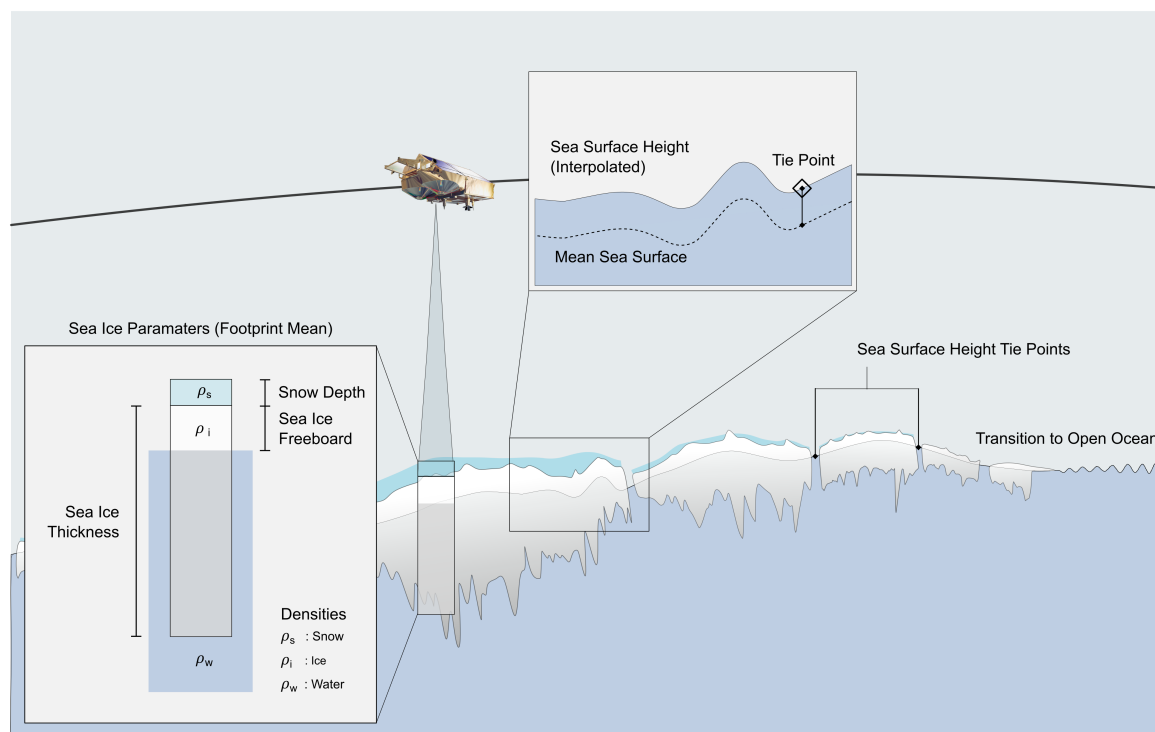 Sea Surface Height
(Interpolated)
Tie Point
Mean Sea Surface
Sea Ice Paramaters (Footprint Mean)
Sea Surface Height Tie Points
ρs
Snow Depth
ρi
Sea Ice
Freeboard
Transition to Open Ocean
Sea Ice
Thickness
Densities
ρs : Snow
ρw
ρi : Ice
ρw : Water